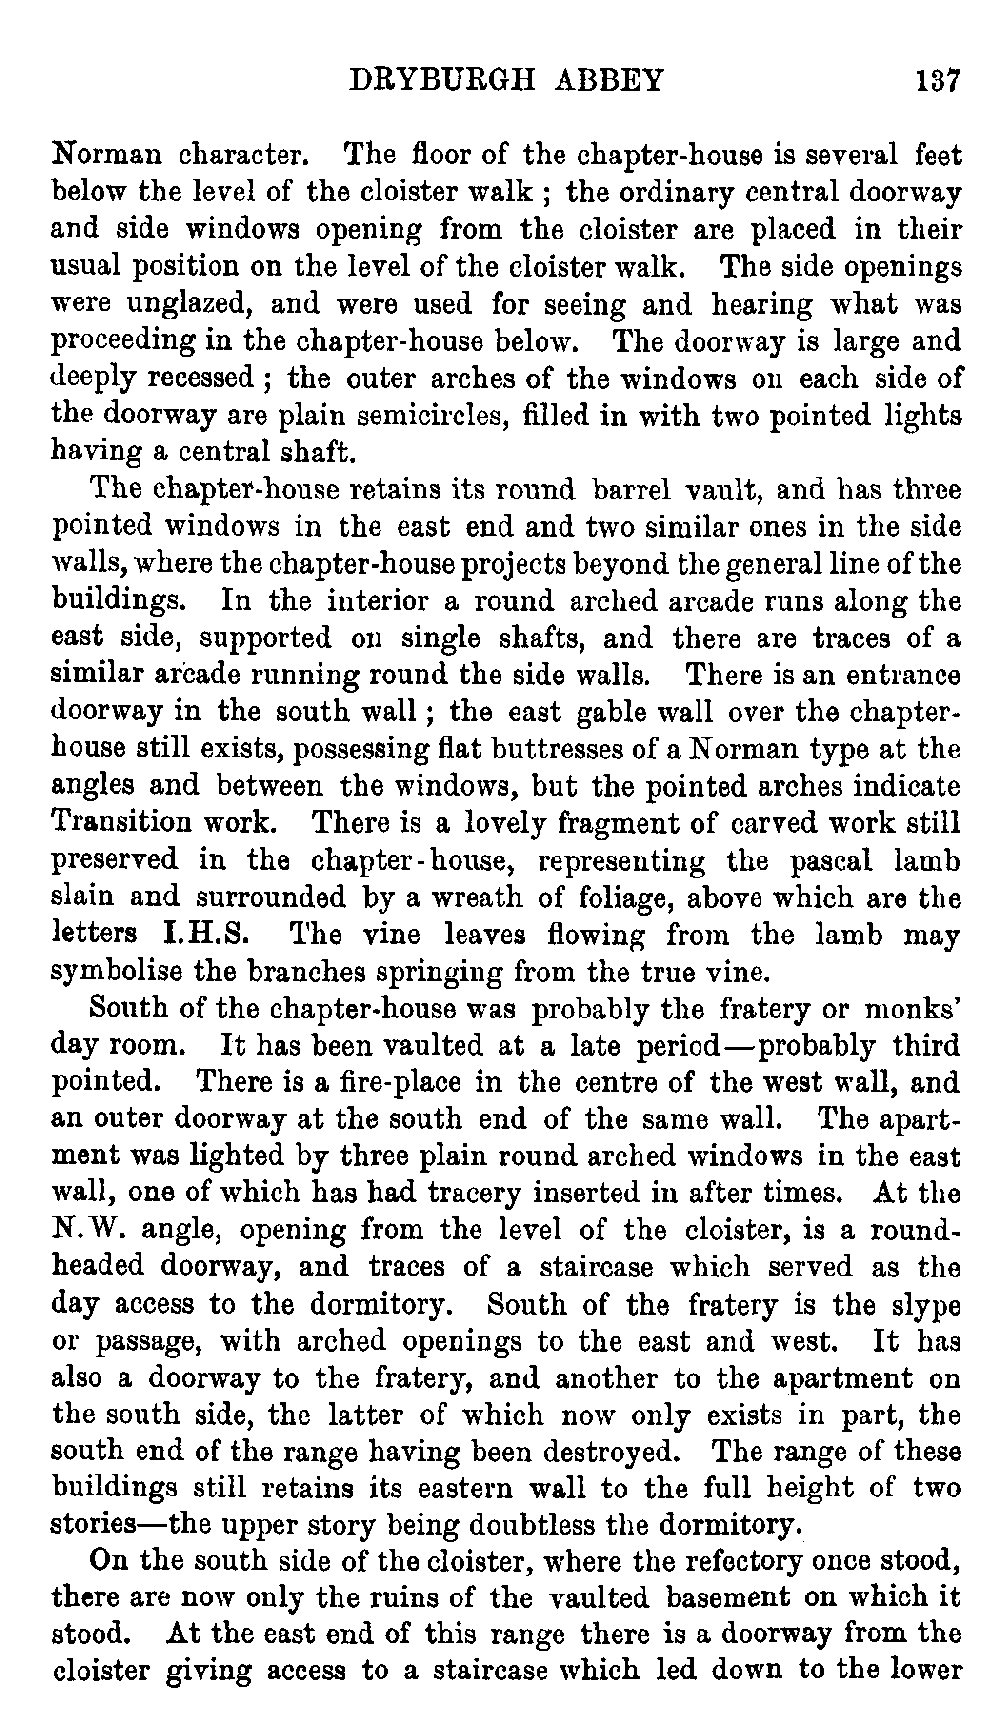 DRYBURGH ABBEY 137
Norman character. The floor of the chapter-house is several feet
below the level of the cloister walk ; the ordinary central doorway
and side windows opening from the cloister are placed in their
usual position on the level of the cloister walk. The side openings
were unglazed, and were used for seeing and hearing what was
proceeding in the chapter-house below. The doorway is large and
deeply recessed ; the outer arches of the windows on each side of
the doorway are plain semicircles, filled in with two pointed lights
having a central shaft.
The chapter-house retains its round barrel vault, and has three
pointed windows in the east end and two similar ones in the side
walls, where the chapter-house projects beyond the general line of the
buildings. In the interior a round arched arcade runs along the
east side, supported on single shafts, and there are traces of a
similar arcade running round the side walls. There is an entrance
doorway in the south wall ; the east gable wall over the chapter-
house still exists, possessing flat buttresses of a Norman type at the
angles and between the windows, but the pointed arches indicate
Transition work. There is a lovely fragment of carved work still
preserved in the chapter-house, representing the pascal lamb
slain and surrounded by a wreath of foliage, above which are the
letters I.H.S. The vine leaves flowing from the lamb may
symbolise the branches springing from the true vine.
South of the chapter-house was probably the fratery or monks'
day room. It has been vaulted at a late period—probably third
pointed. There is a fire-place in the centre of the west wall, and
an outer doorway at the south end of the same wall. The apart-
ment was lighted by three plain round arched windows in the east
wall, one of which has had tracery inserted in after times. At the
N.W. angle, opening from the level of the cloister, is a round-
headed doorway, and traces of a staircase which served as the
day access to the dormitory. South of the fratery is the slype
or passage, with arched openings to the east and west. It has
also a doorway to the fratery, and another to the apartment on
the south side, the latter of which now only exists in part, the
south end of the range having been destroyed. The range of these
buildings still retains its eastern wall to the full height of two
stories—the upper story being doubtless the dormitory.
On the south side of the cloister, where the refectory once stood,
there are now only the ruins of the vaulted basement on which it
stood. At the east end of this range there is a doorway from the
cloister giving access to a staircase which led down to the lower